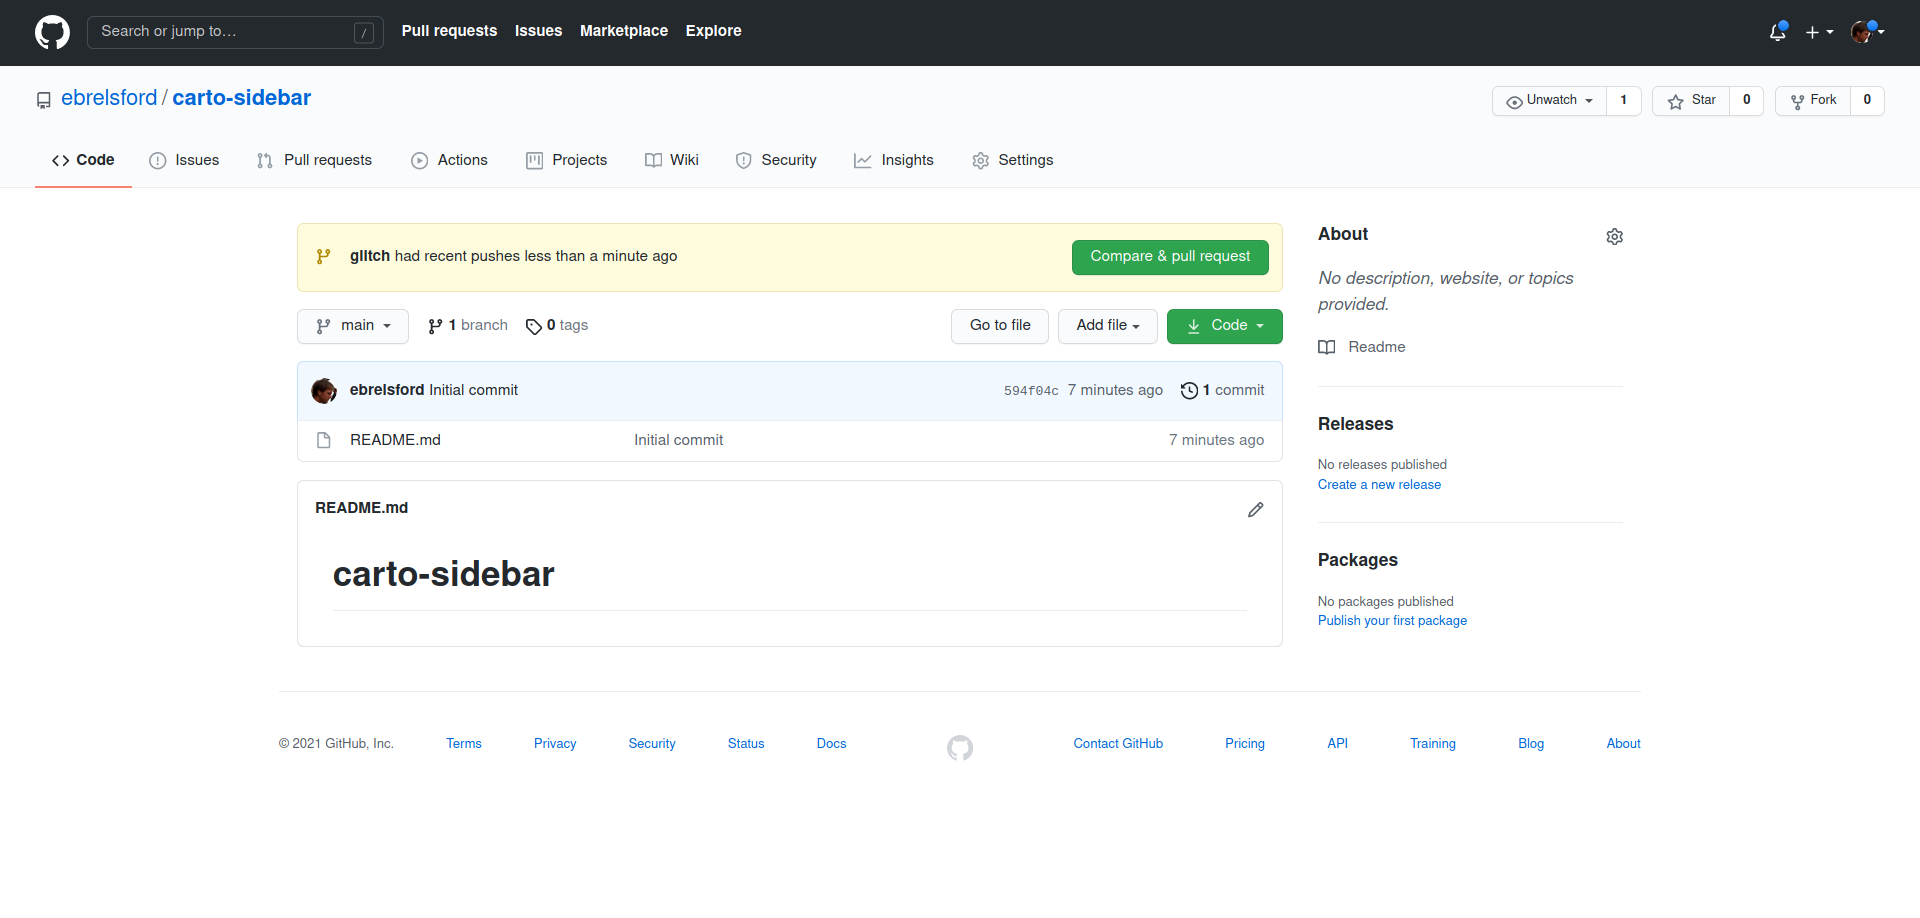 Search or jump to… /
Pull requests Issues Marketplace Explore
ebrelsford / carto-sidebar
Unwatch 1 Star 0 Fork 0
Code Issues Pull requests Actions Projects Wiki Security Insights Settings
glitch had recent pushes less than a minute ago
Compare & pull request
main 1 branch 0 tags
Go to file Add file Code
ebrelsford Initial commit 594f04c 7 minutes ago 1 commit
README.md Initial commit 7 minutes ago
README.md
carto-sidebar
About
No description, website, or topics
provided.
Readme
Releases
No releases published
Create a new release
Packages
No packages published
Publish your first package
© 2021 GitHub, Inc. Terms Privacy Security Status Docs Contact GitHub Pricing API Training Blog About